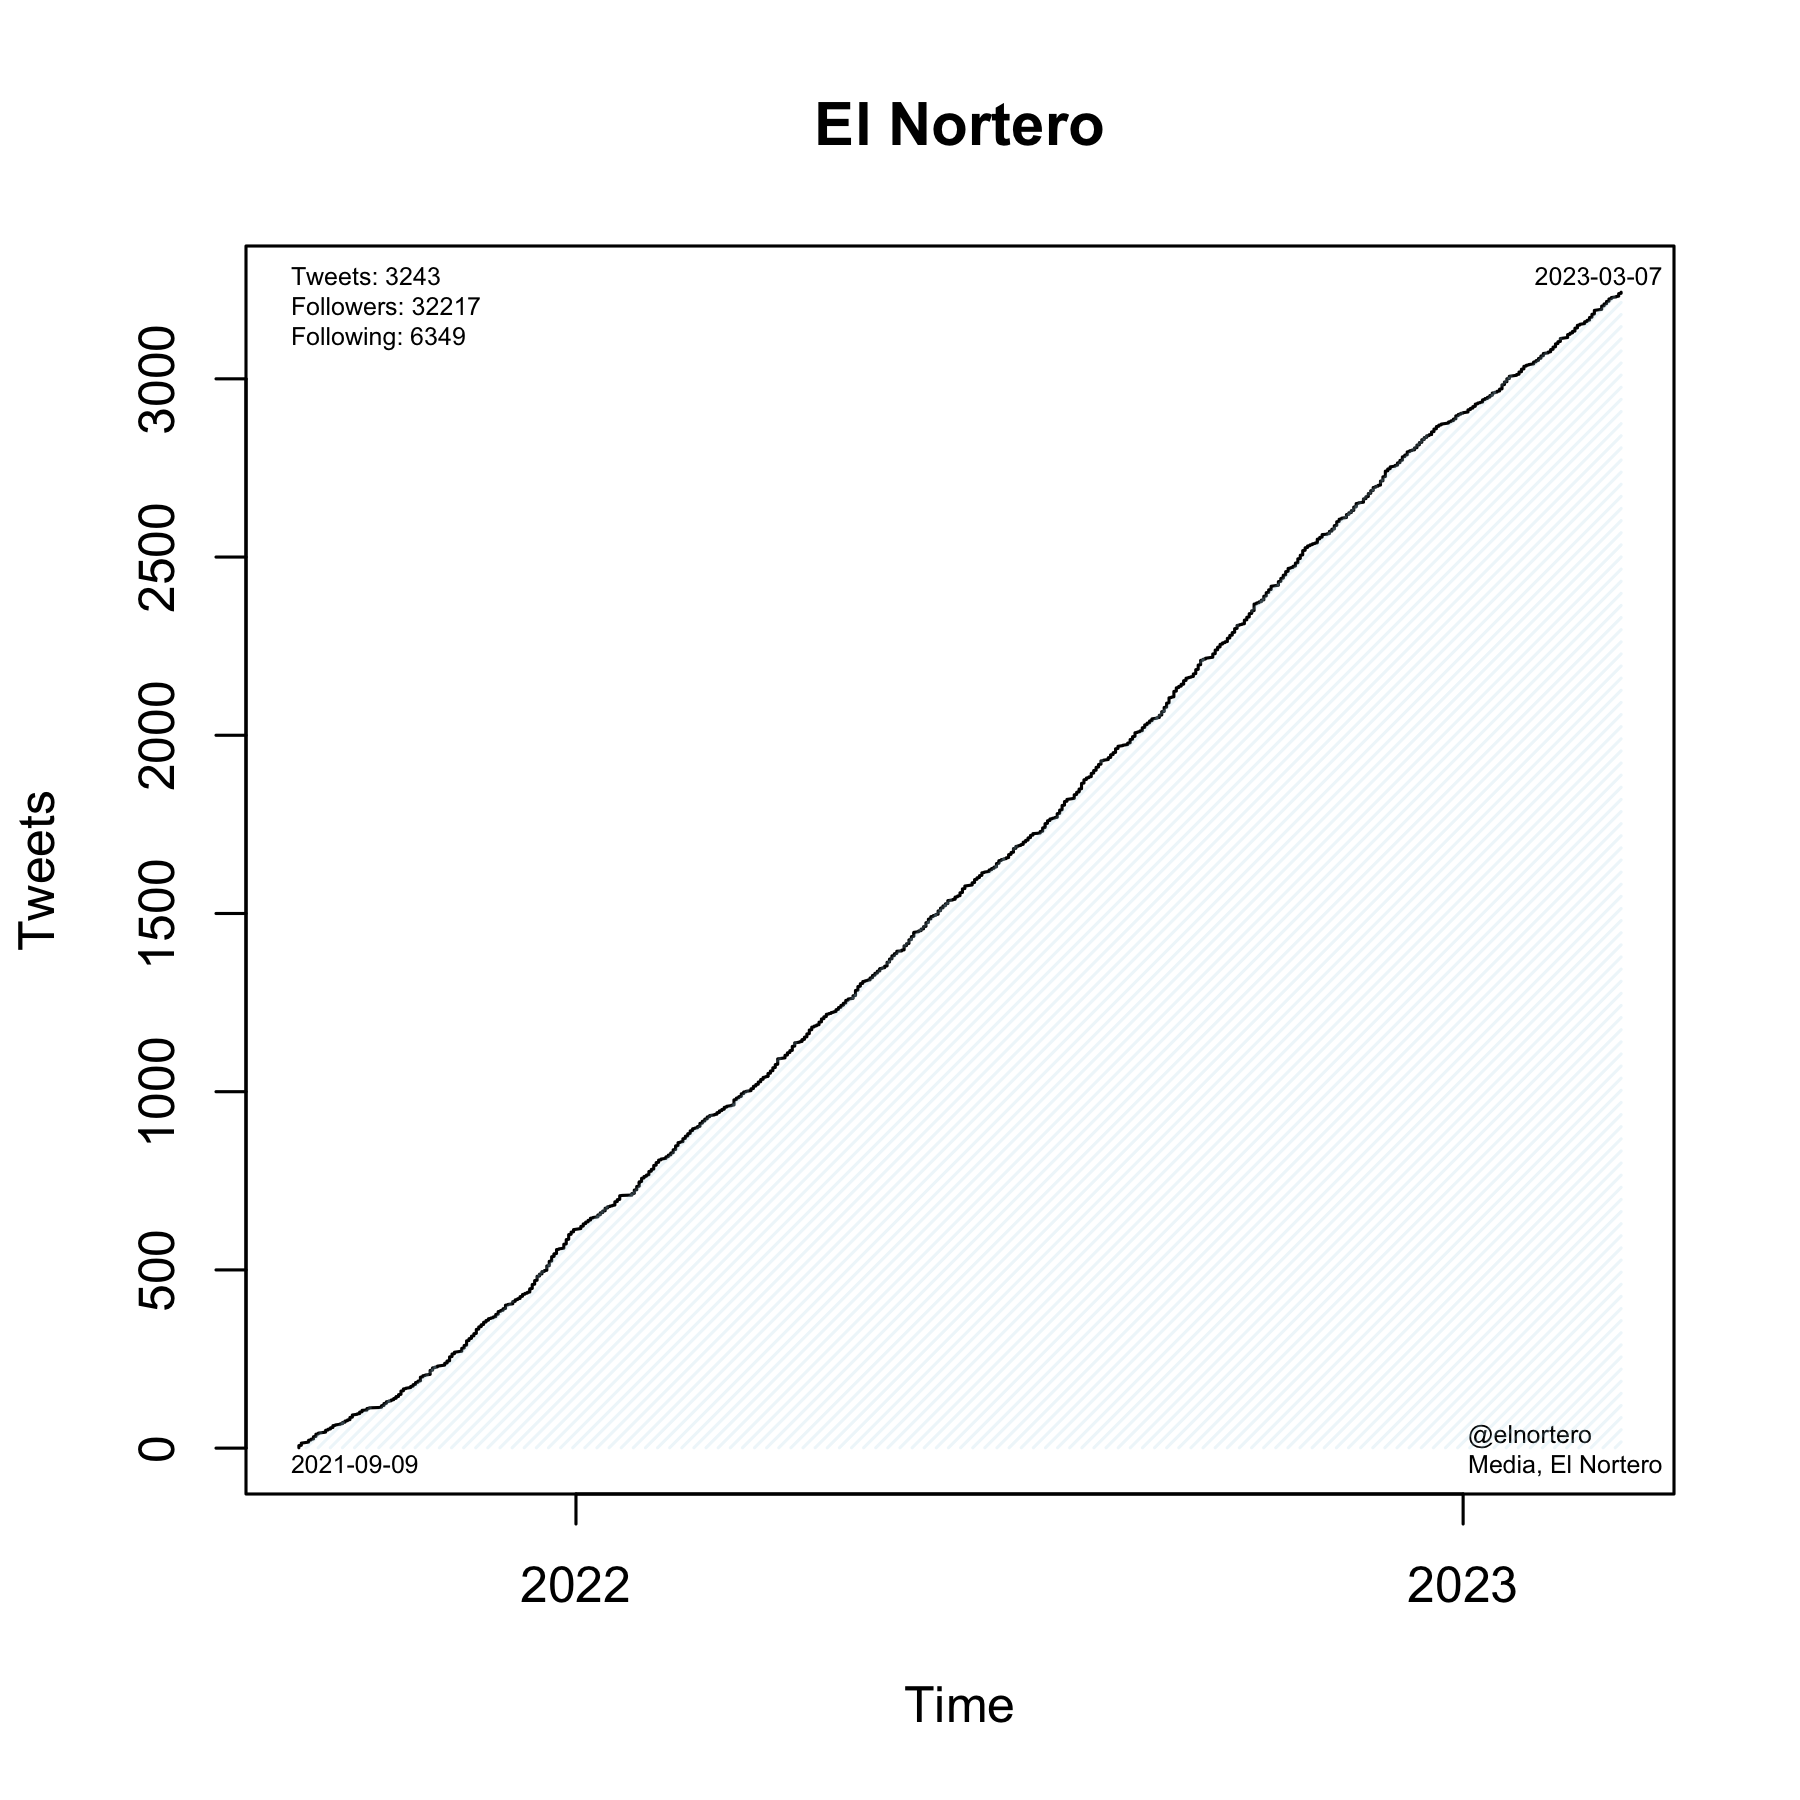 El Nortero
Tweets: 3243
Followers: 32217
Following: 6349
2023-03-07
3000
2500
2000
1500
1000
500
0
Tweets
2021-09-09
@elnortero
Media, El Nortero
2022
2023
Time